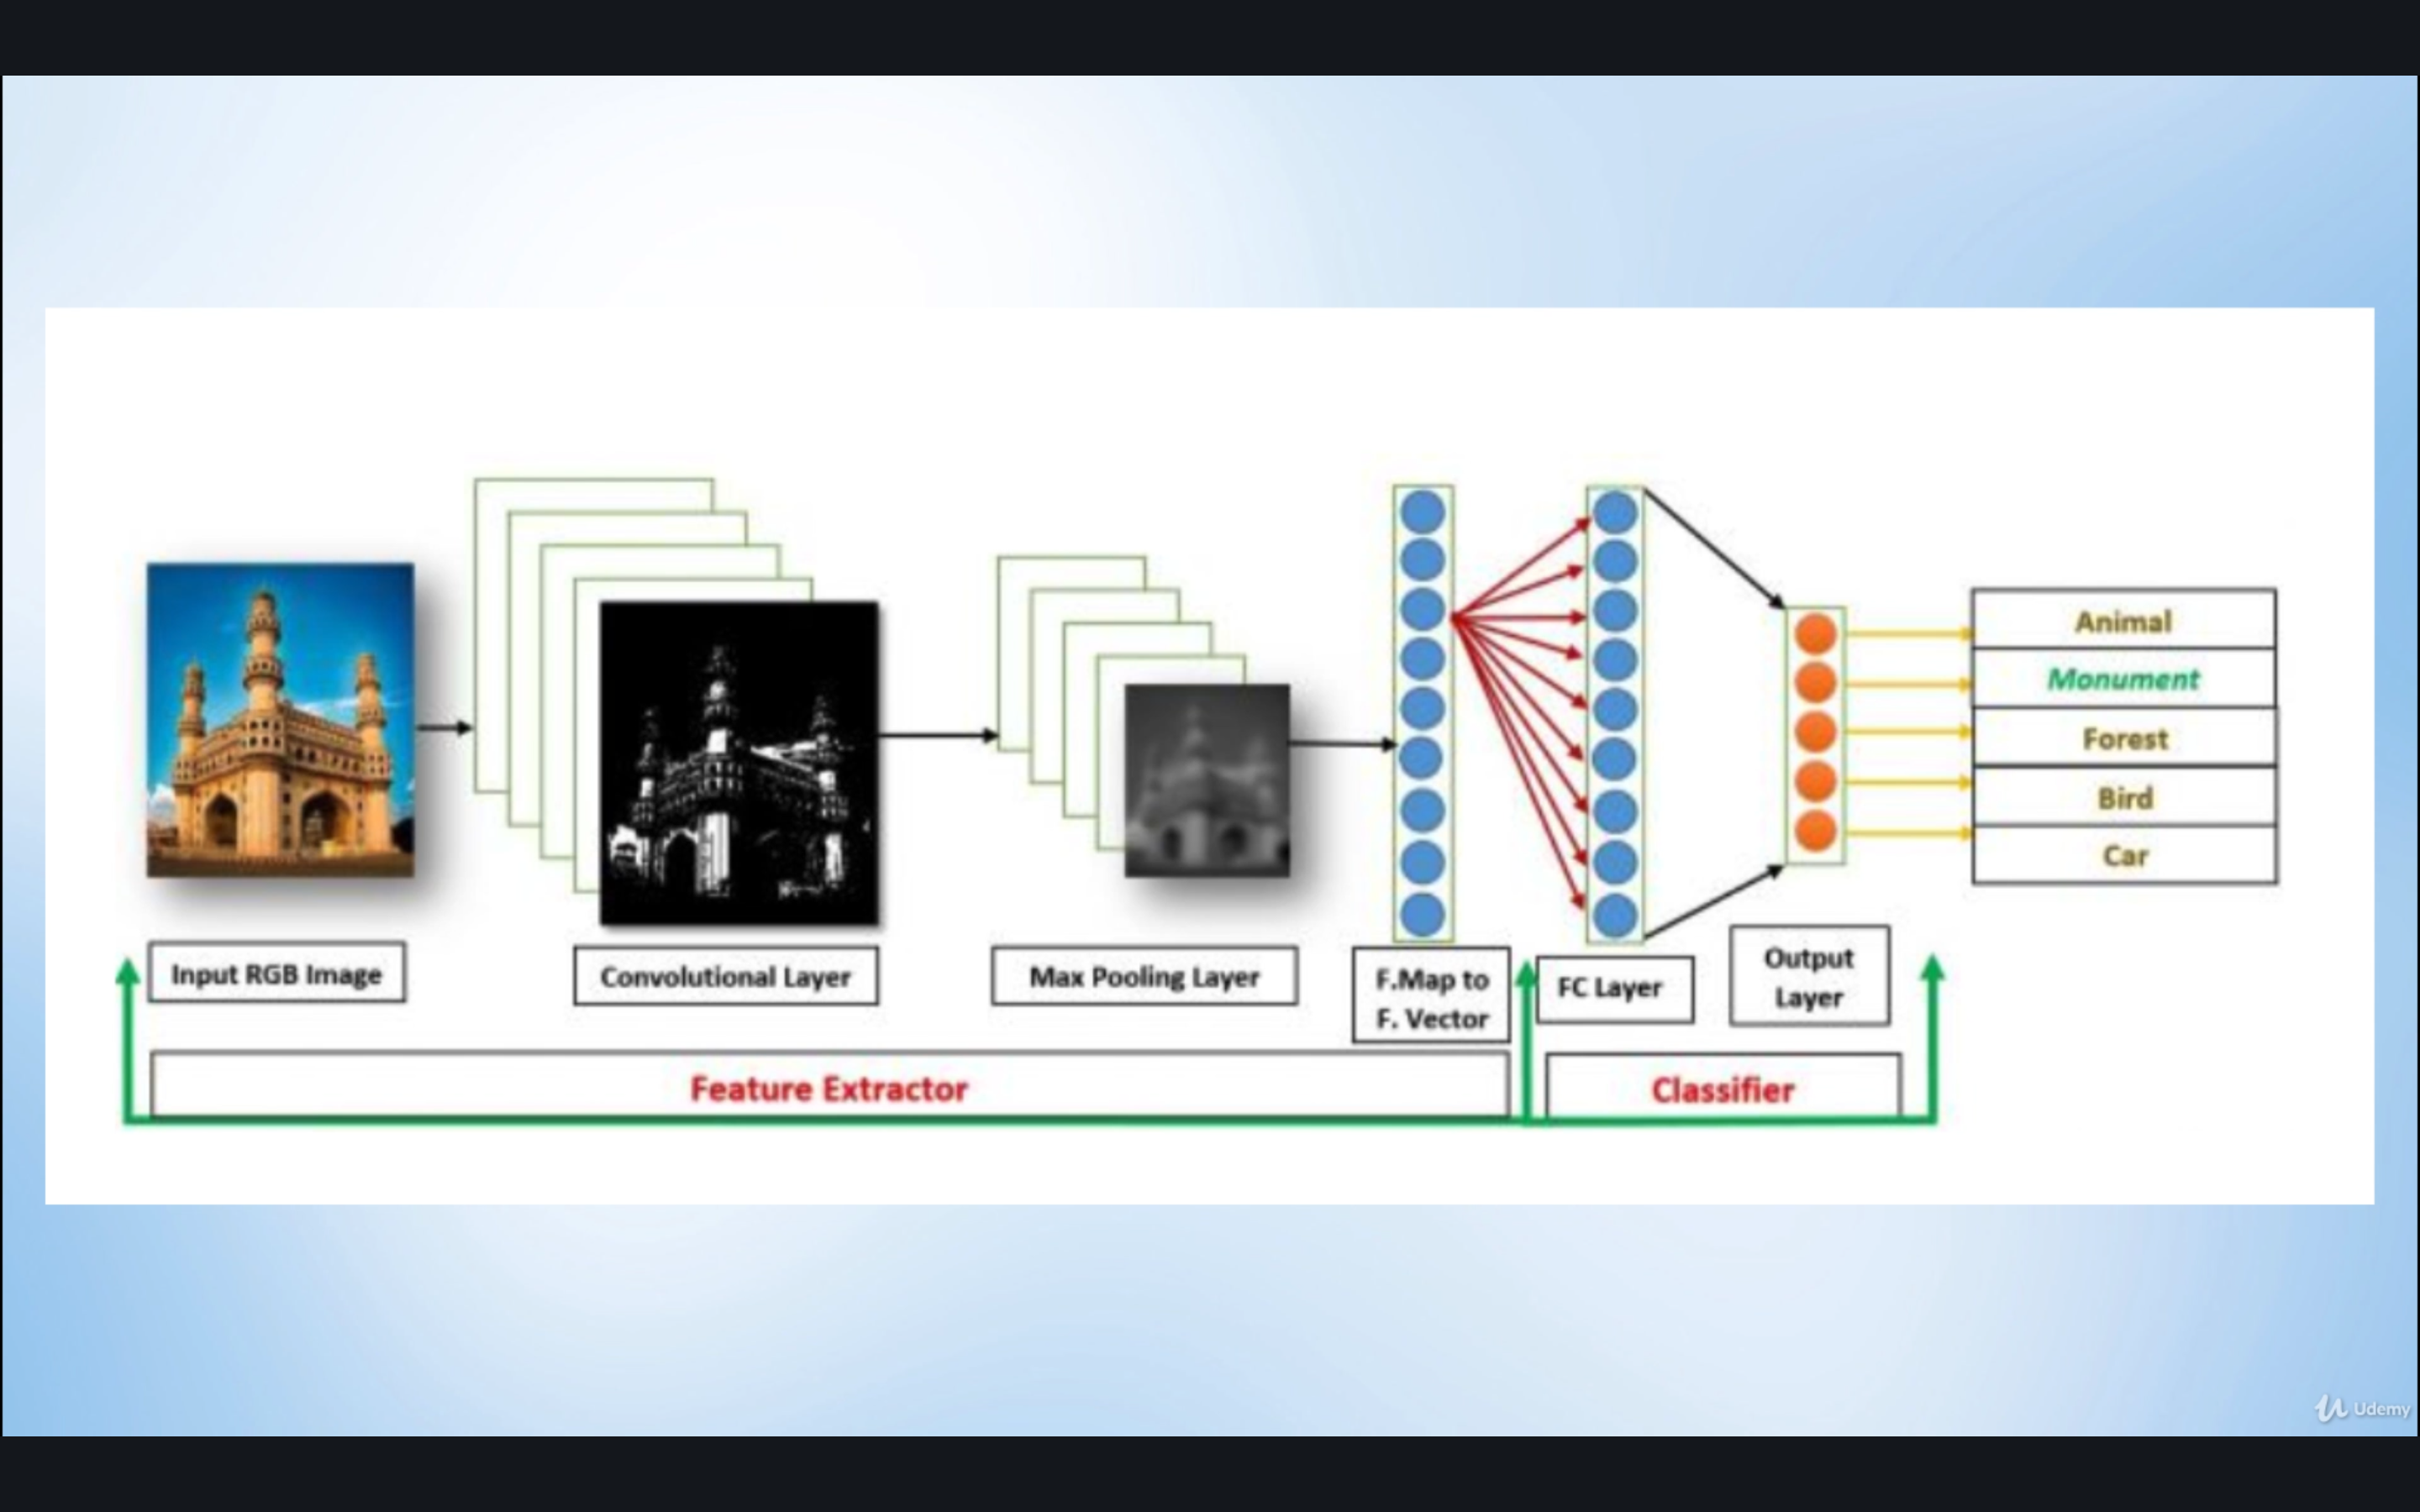 Animal
Monument
Forest
Bird
Car
Input RGB Image
Convolutional Layer
Max Pooling Layer
F.Map to
F. Vector
FC Layer
Output
Layer
Feature Extractor
Classifier
Udemy